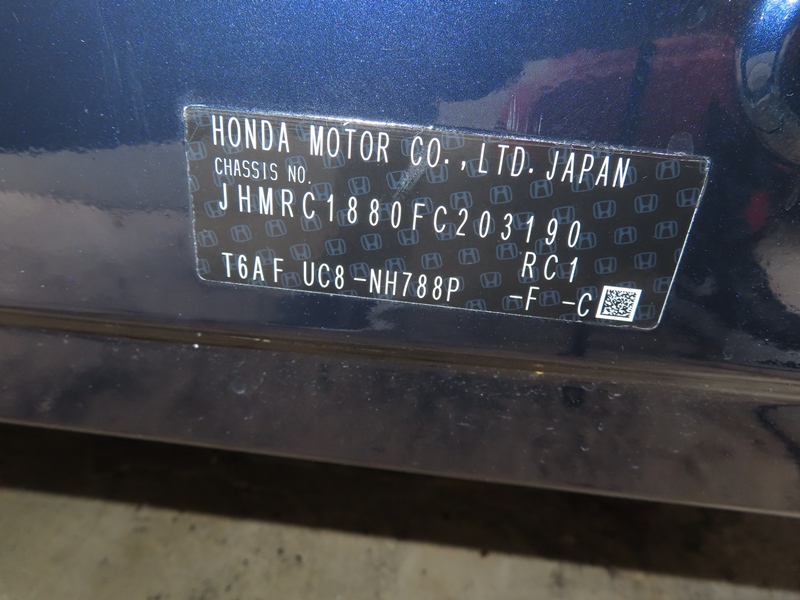 HONDA MOTOR CO., LTD. JAPAN
CHASSIS NO.
JHMRC1880FC203190
RC1
T6AF UC8-NH788P -F -C